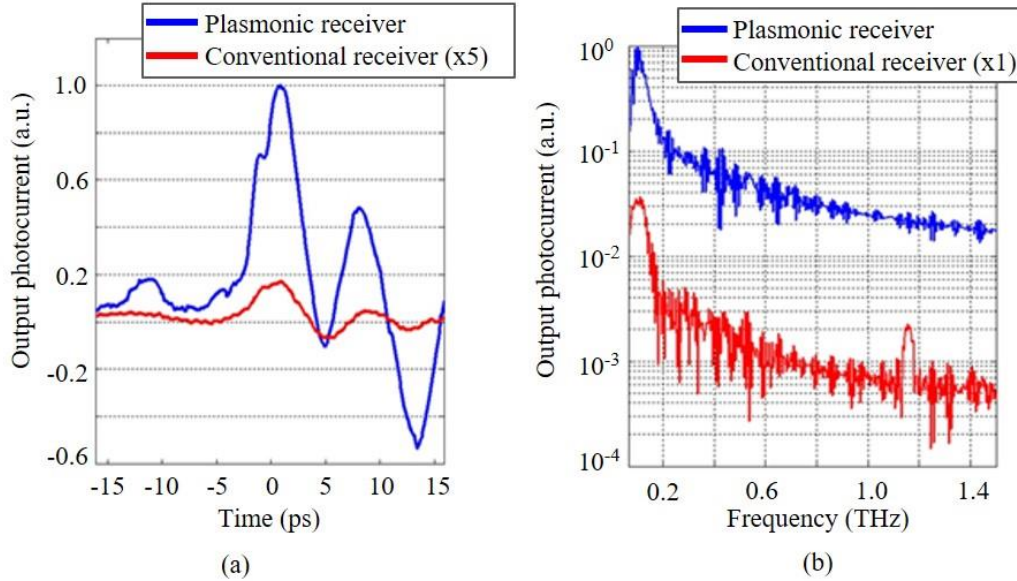 Plasmonic receiver
Conventional receiver (x5)
Output photocurrent (a.u.)
1.0
0.6
0.2
-0.2
-0.6
-15 -10 -5 0 5 10 15
Time (ps)
(a)
Plasmonic receiver
Conventional receiver (x1)
Output photocurrent (a.u.)
10⁰
10⁻¹
10⁻²
10⁻³
10⁻⁴
0.2 0.6 1.0 1.4
Frequency (THz)
(b)